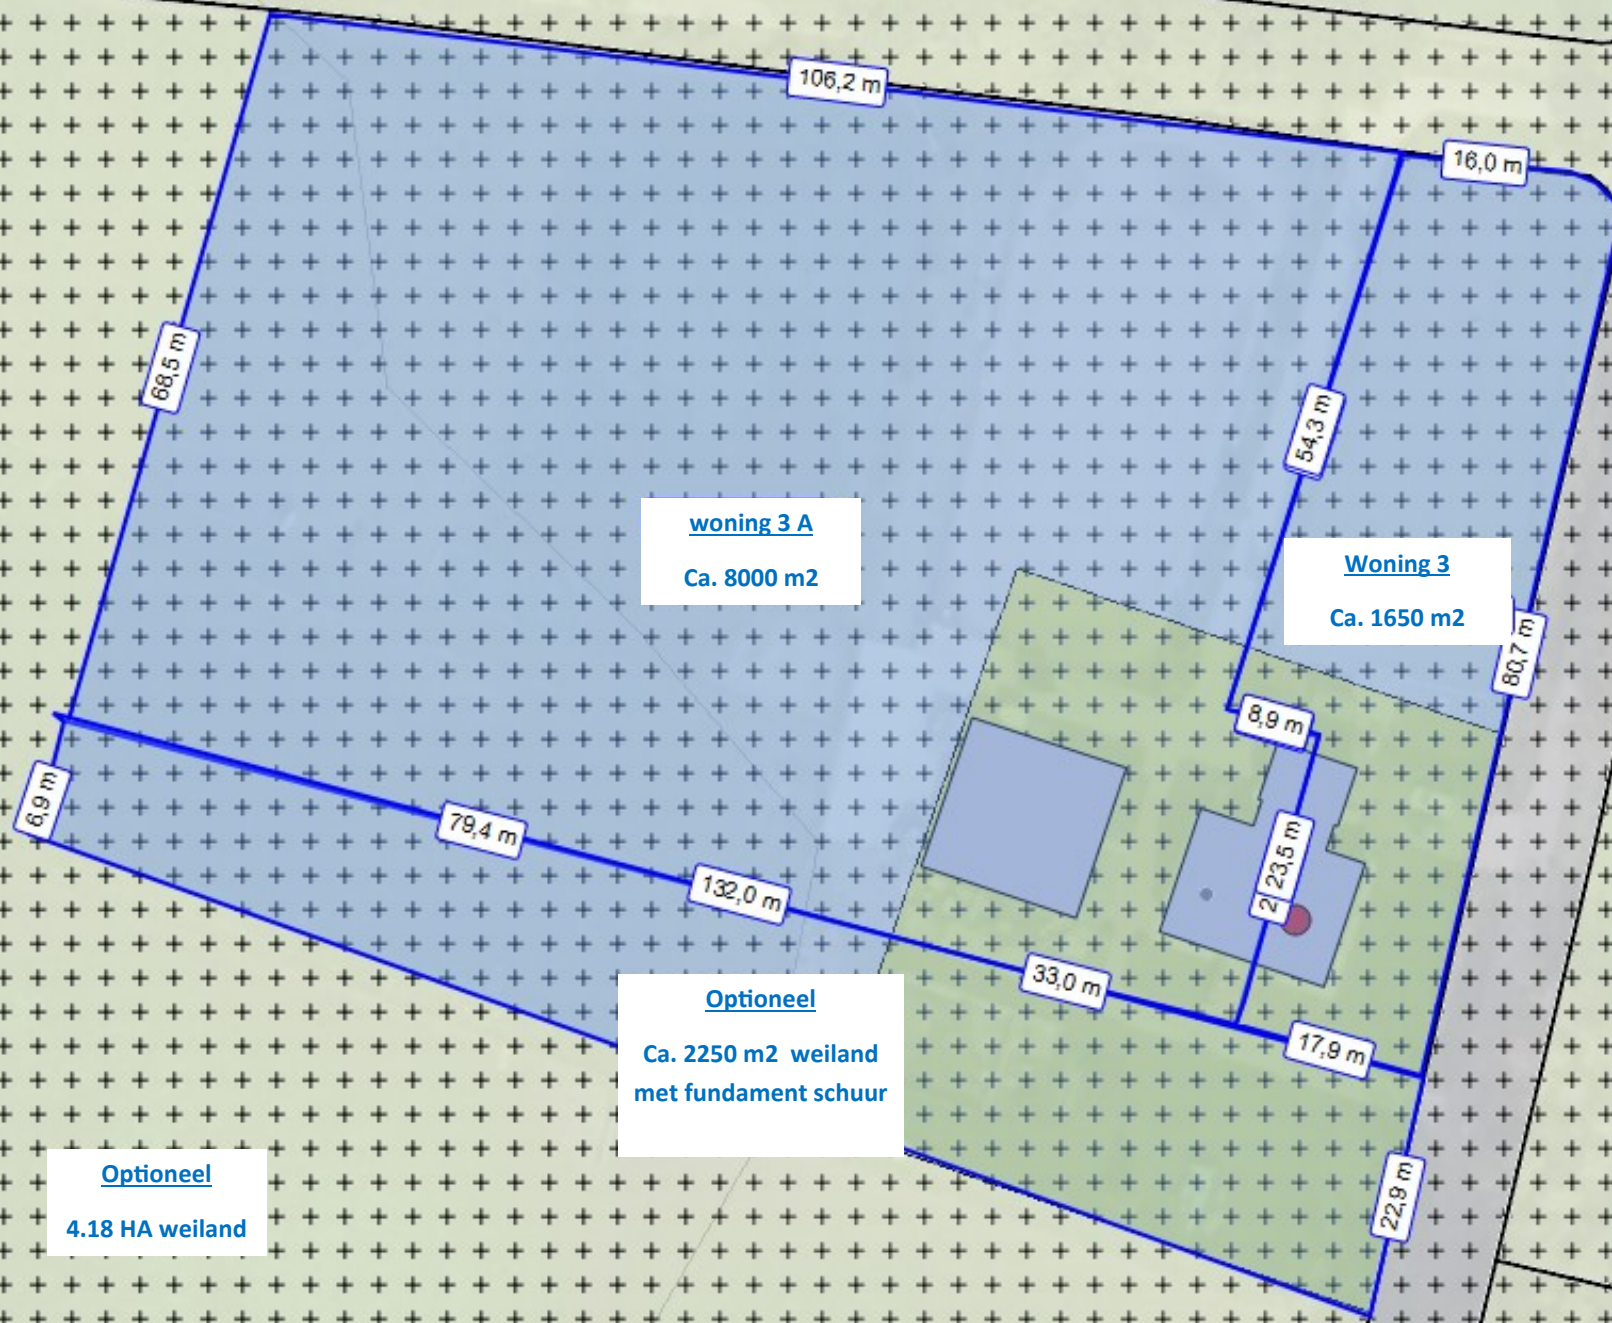 106,2 m
16,0 m
68,5 m
54,3 m
woning 3 A
Ca. 8000 m2
Woning 3
Ca. 1650 m2
80,7 m
8,9 m
6,9 m
79,4 m
132,0 m
23,5 m
2
33,0 m
17,9 m
Optioneel
Ca. 2250 m2 weiland
met fundament schuur
22,9 m
Optioneel
4.18 HA weiland